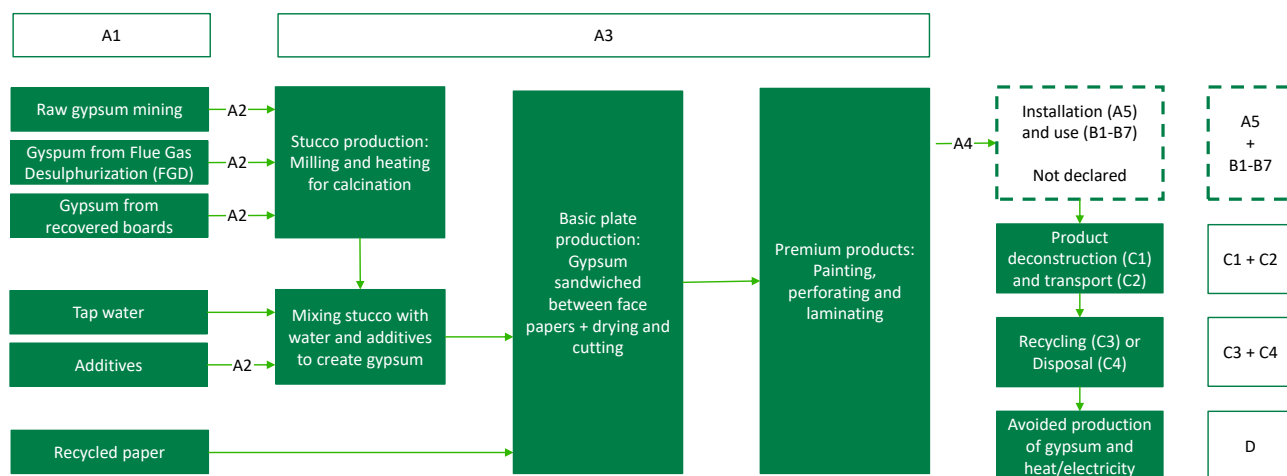 A1
A3
Raw gypsum mining
A2
Gyspum from Flue Gas
Desulphurization (FGD)
A2
Gypsum from
recovered boards
A2
Stucco production:
Milling and heating
for calcination
Tap water
Additives
A2
Mixing stucco with
water and additives
to create gypsum
Recycled paper
Basic plate
production:
Gypsum
sandwiched
between face
papers + drying and
cutting
Premium products:
Painting,
perforating and
laminating
A4
Installation (A5)
and use (B1-B7)
Not declared
A5
+
B1-B7
Product
deconstruction (C1)
and transport (C2)
C1 + C2
Recycling (C3) or
Disposal (C4)
C3 + C4
Avoided production
of gypsum and
heat/electricity
D